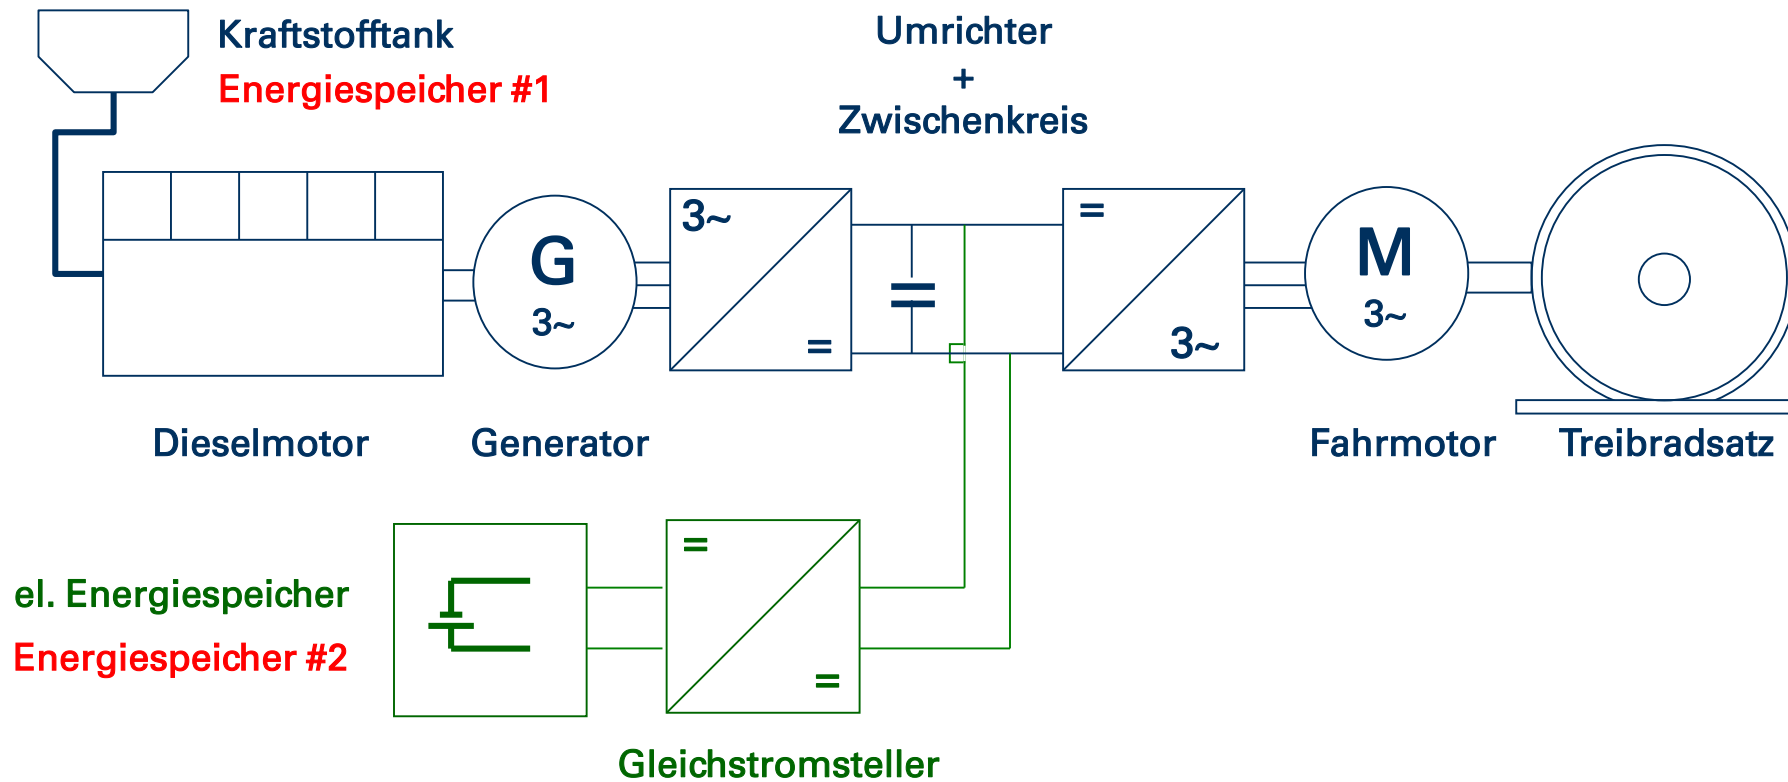 Kraftstofftank
Energiespeicher #1
Umrichter
+
Zwischenkreis
G
3~
3~
=
=
3~
M
3~
Dieselmotor
Generator
Fahrmotor
Treibradsatz
el. Energiespeicher
Energiespeicher #2
=
=
Gleichstromsteller